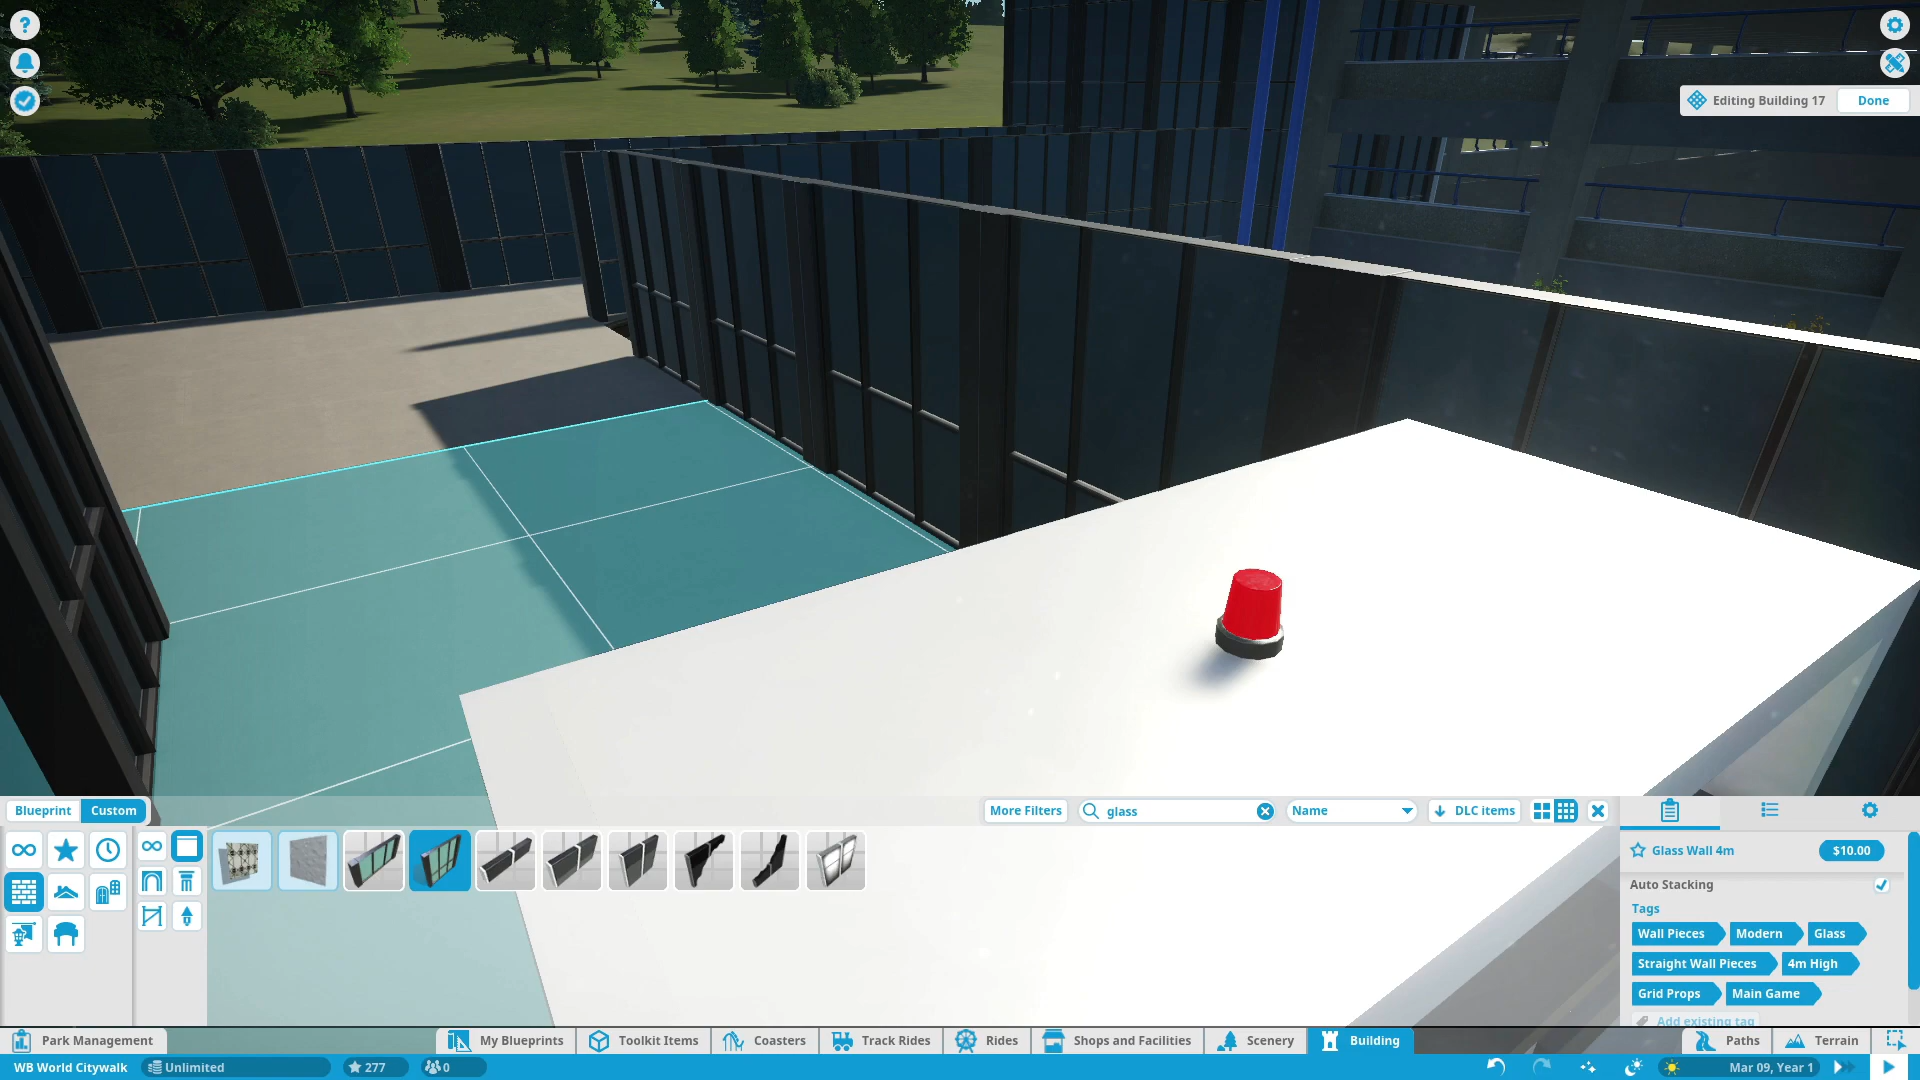 ?
Editing Building 17
Done
Blueprint
Custom
More Filters
glass
Name
DLC items
Glass Wall 4m
$10.00
Auto Stacking
Tags
Wall Pieces
Modern
Glass
Straight Wall Pieces
4m High
Grid Props
Main Game
Add existing tag
Park Management
My Blueprints
Toolkit Items
Coasters
Track Rides
Rides
Shops and Facilities
Scenery
Building
Paths
Terrain
WB World Citywalk
Unlimited
277
0
Mar 09, Year 1